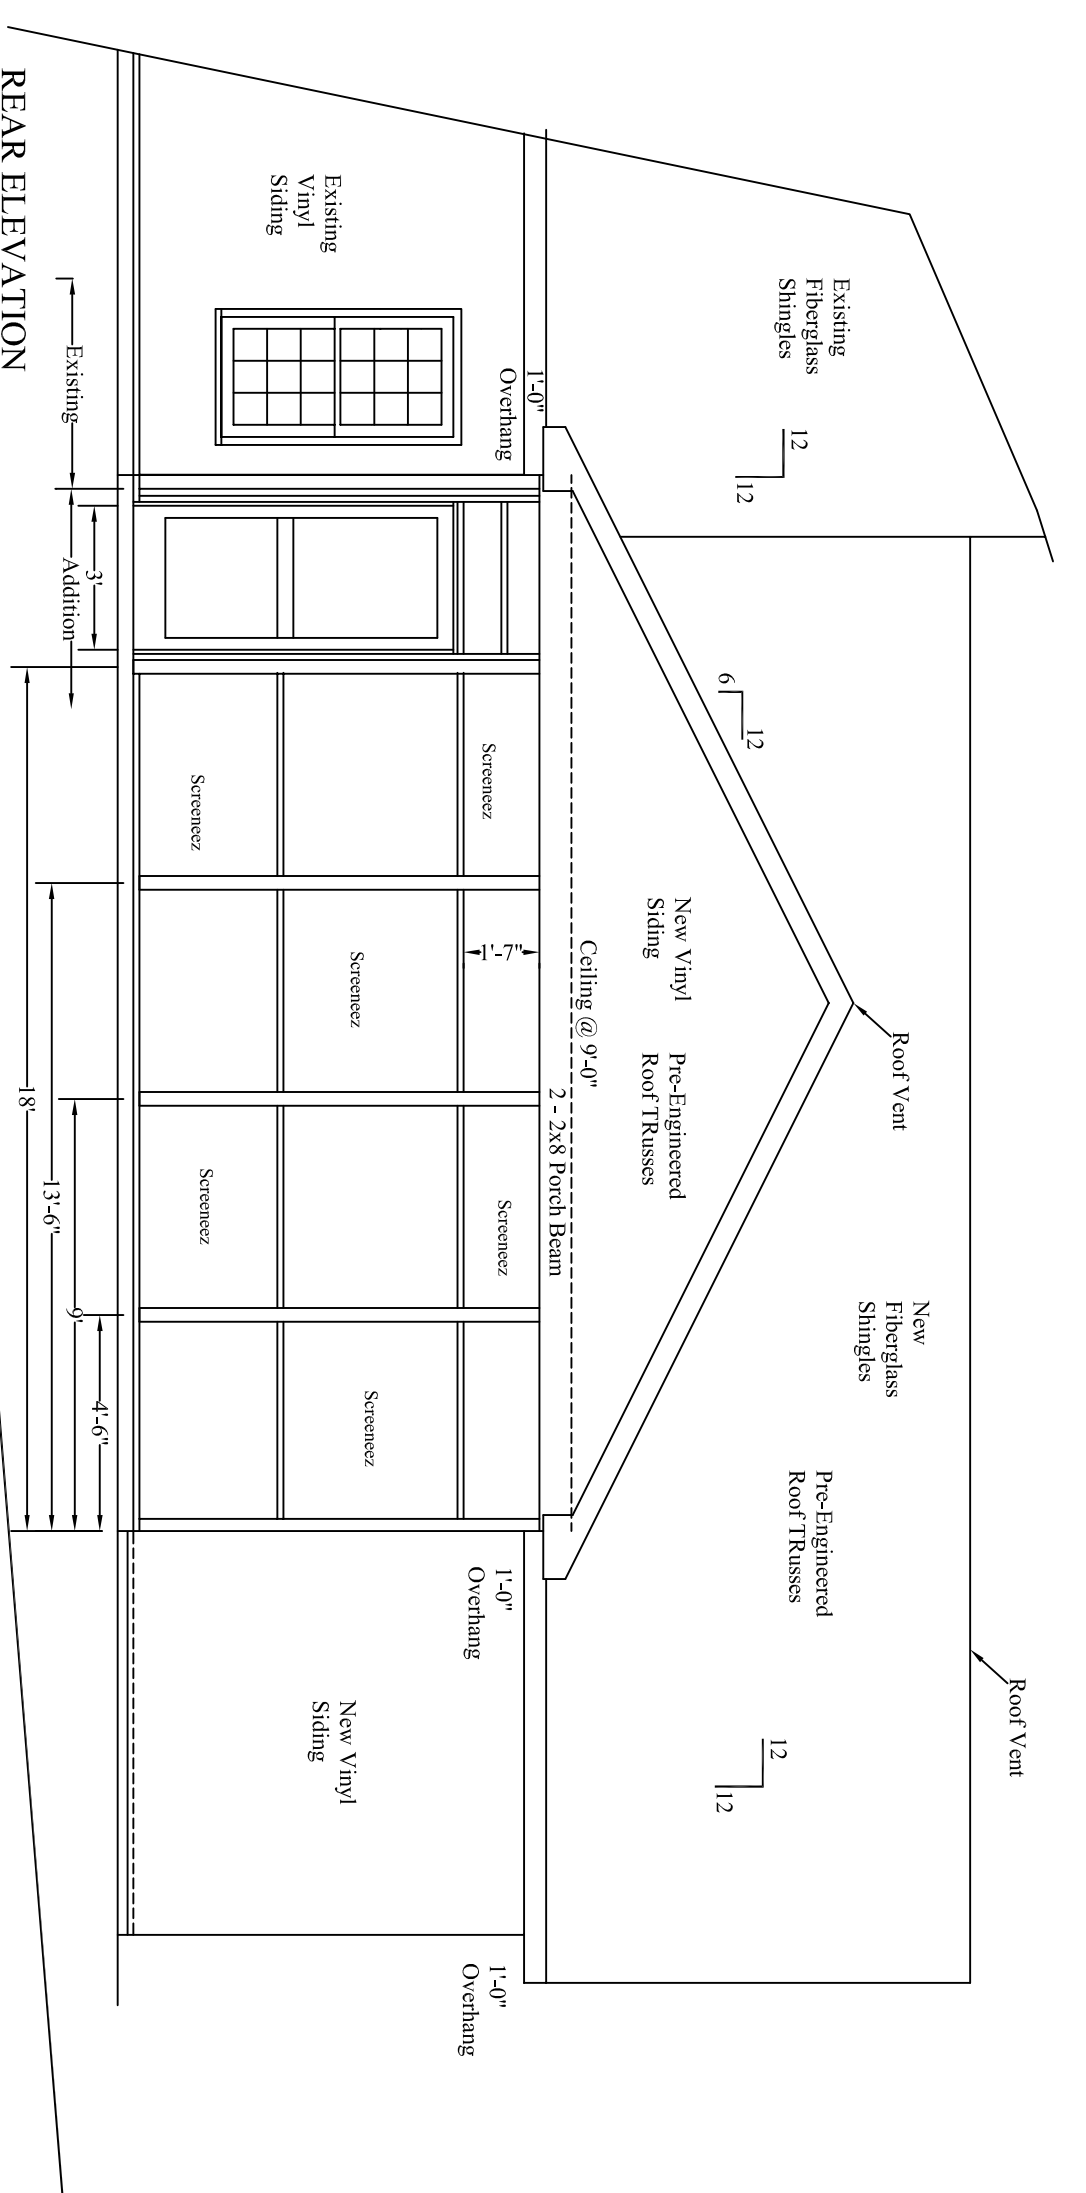 Roof Vent
Roof Vent
Existing
Fiberglass
Shingles
12
12
New
Fiberglass
Shingles
Pre-Engineered
Roof TRusses
12
12
6
12
New Vinyl
Siding
Pre-Engineered
Roof TRusses
Ceiling @ 9'-0"
2 - 2x8 Porch Beam
1'-0"
Overhang
1'-0"
Overhang
1'-0"
Overhang
Existing
Vinyl
Siding
1'-7"
Screeneez
Screeneez
Screeneez
Screeneez
Screeneez
Screeneez
New Vinyl
Siding
3'
Existing
Addition
4'-6"
9'
13'-6"
18'
REAR ELEVATION